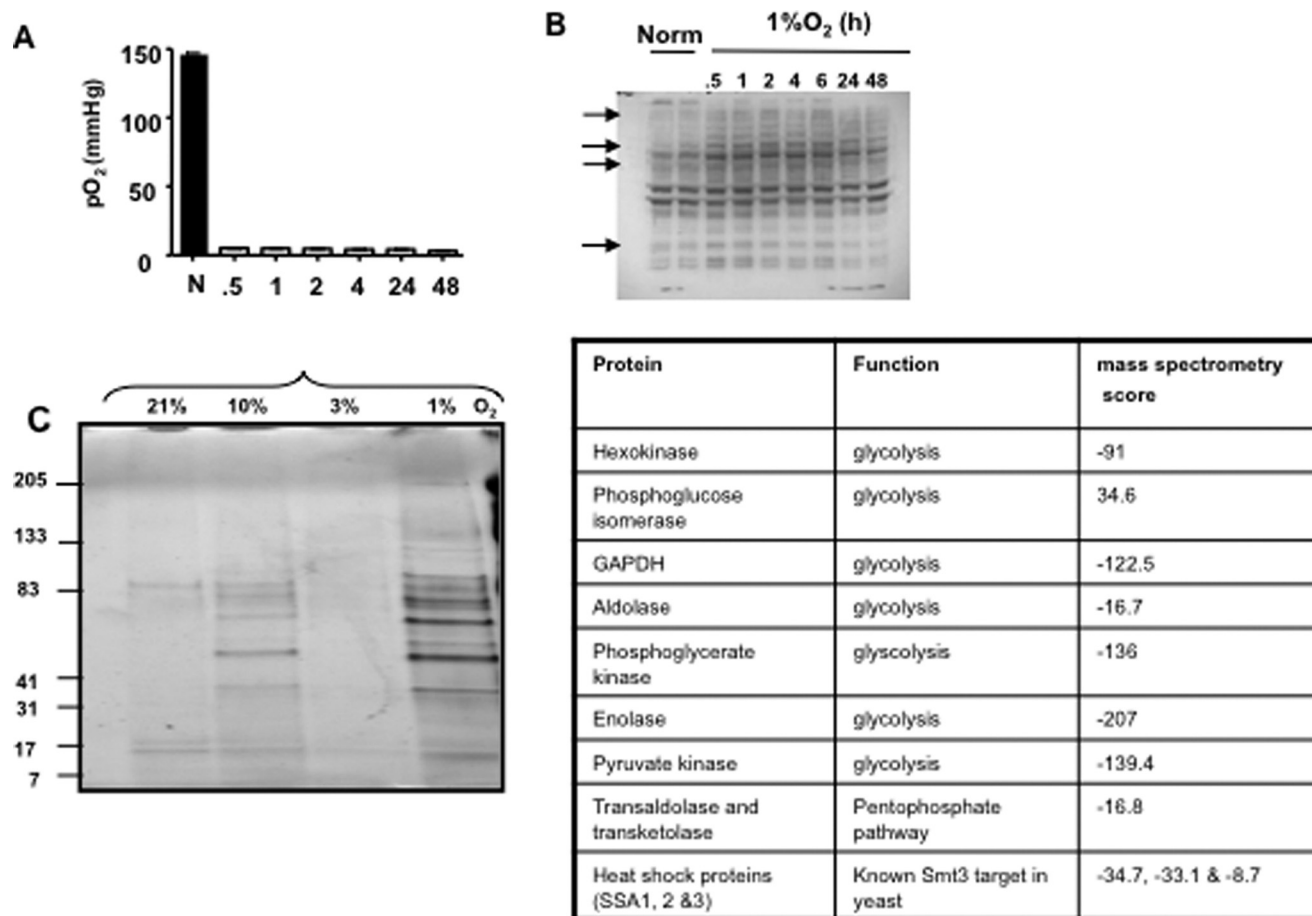 A
150
100
50
0
pO2 (mmHg)
N .5 1 2 4 24 48
B
Norm 1%O2 (h)
.5 1 2 4 6 24 48
C
21% 10% 3% 1% O2
205
133
83
41
31
17
7
Protein Function mass spectrometry
score
Hexokinase glycolysis -91
Phosphoglucose glycolysis 34.6
isomerase
GAPDH glycolysis -122.5
Aldolase glycolysis -16.7
Phosphoglycerate glyscolysis -136
kinase
Enolase glycolysis -207
Pyruvate kinase glycolysis -139.4
Transaldolase and Pentophosphate -16.8
transketolase pathway
Heat shock proteins Known Smt3 target in -34.7, -33.1 & -8.7
(SSA1, 2 &3) yeast